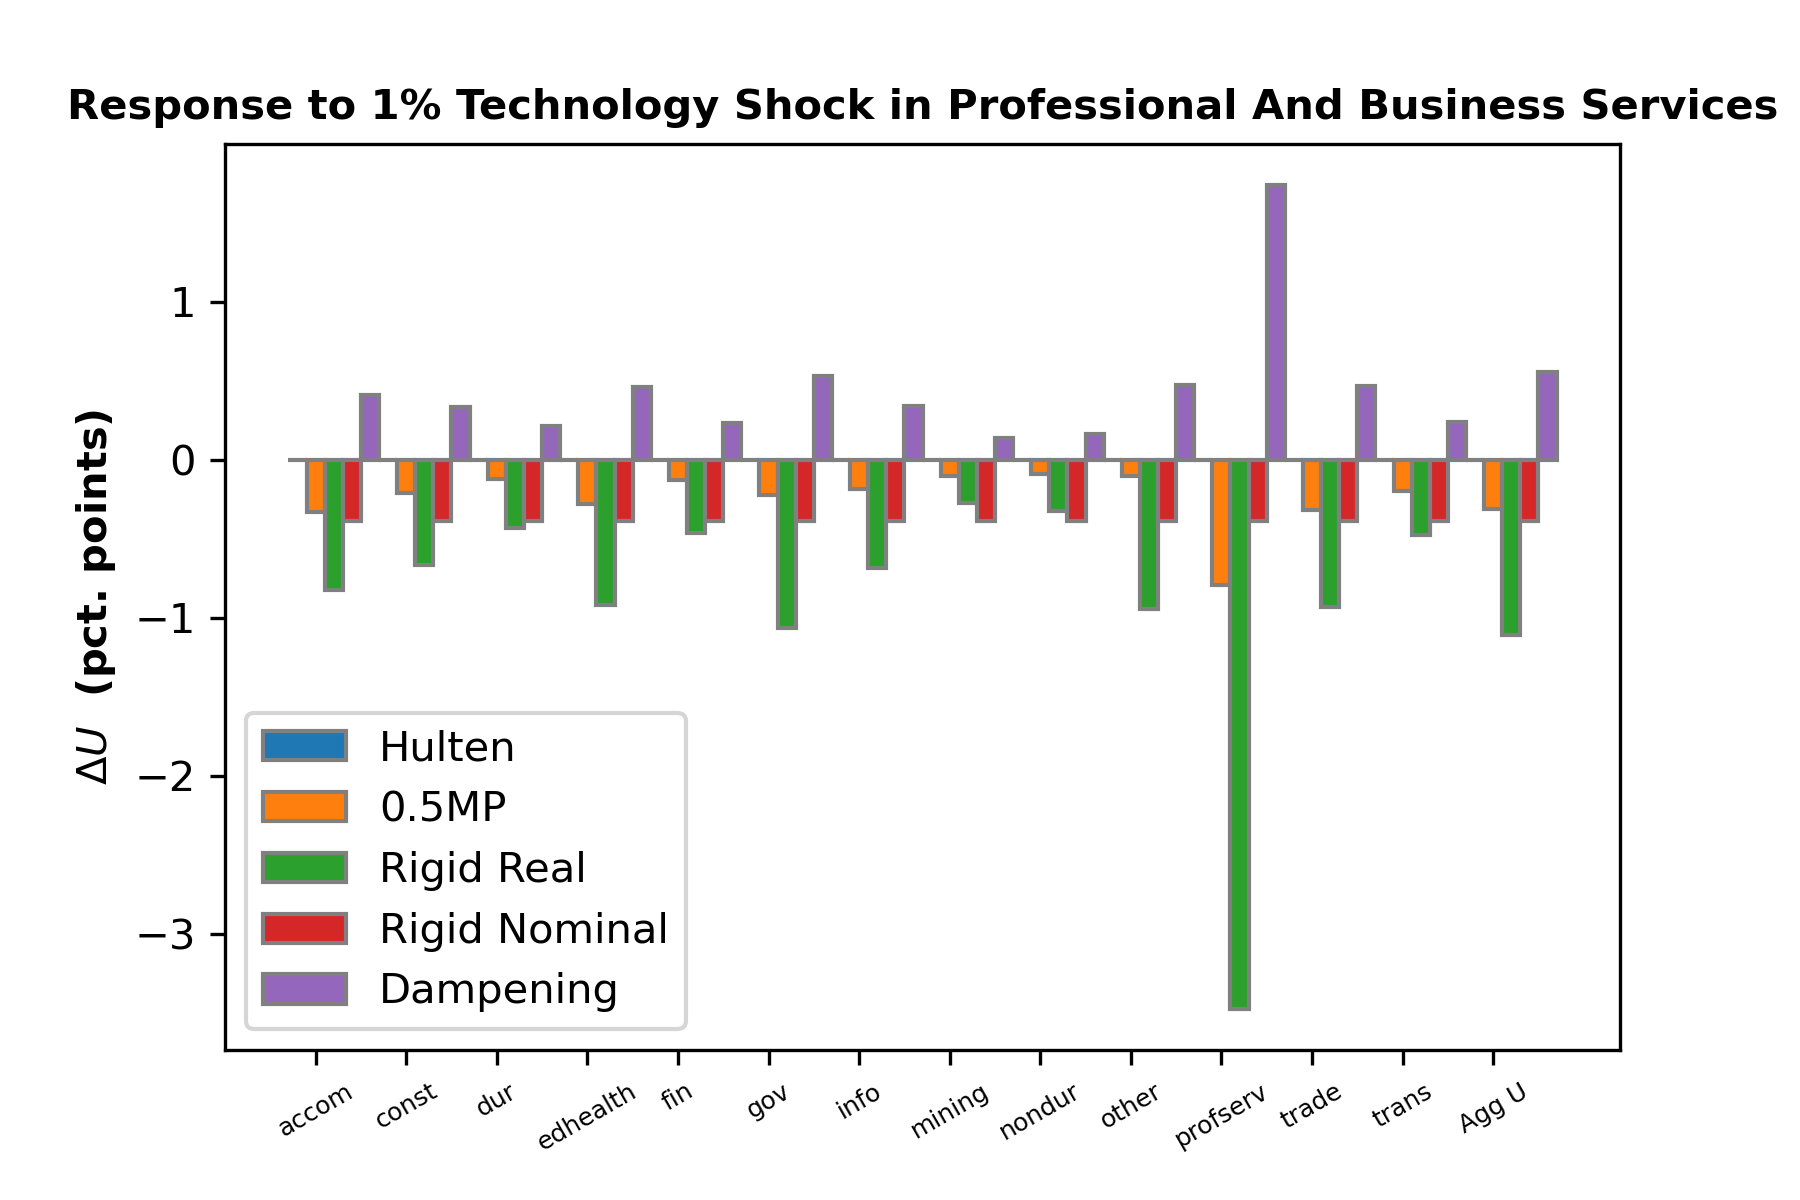 Response to 1% Technology Shock in Professional And Business Services
ΔU (pct. points)
1
0
−1
−2
−3
Hulten
0.5MP
Rigid Real
Rigid Nominal
Dampening
accom
const
dur
edhealth
fin
gov
info
mining
nondur
other
profserv
trade
trans
Agg U